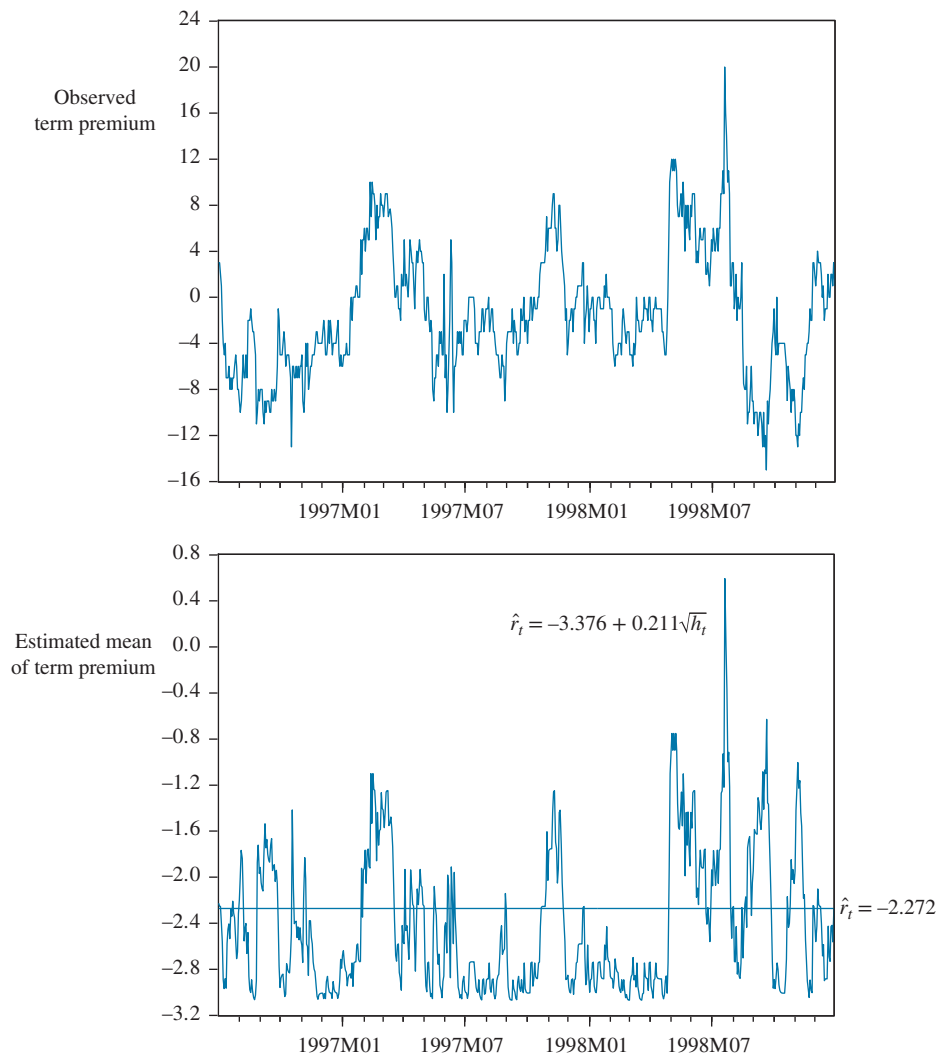 24
20
Observed
term premium
16
12
8
4
0
−4
−8
−12
−16
1997M01 1997M07 1998M01 1998M07
0.8
0.4
r̂ₜ = −3.376 + 0.211√hₜ
Estimated mean
of term premium
0.0
−0.4
−0.8
−1.2
−1.6
−2.0
r̂ₜ = −2.272
−2.4
−2.8
−3.2
1997M01 1997M07 1998M01 1998M07